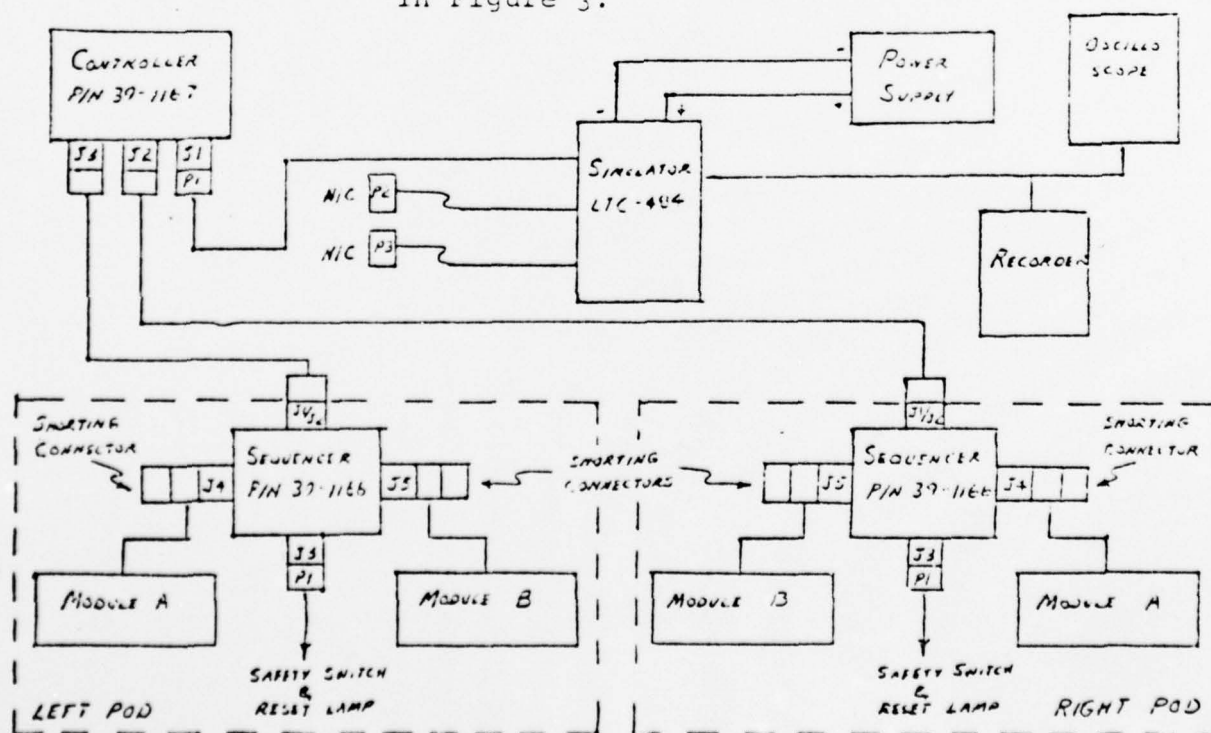 in Figure 3.
CONTROLLER
P/N 39-1167
J3
J2
J1
P1
POWER
SUPPLY
-
+
-
+
OSCILLO
SCOPE
SIMULATOR
LTC-484
N/C
P2
N/C
P3
RECORDER
LEFT POD
SHORTING
CONNECTOR
J1/J2
SEQUENCER
P/N 39-1166
J4
J5
J3
P1
MODULE A
MODULE B
SAFETY SWITCH
&
RESET LAMP
SHORTING
CONNECTORS
J1/J2
SEQUENCER
P/N 39-1166
J5
J4
J3
P1
SHORTING
CONNECTOR
MODULE B
MODULE A
SAFETY SWITCH
&
RESET LAMP
RIGHT POD